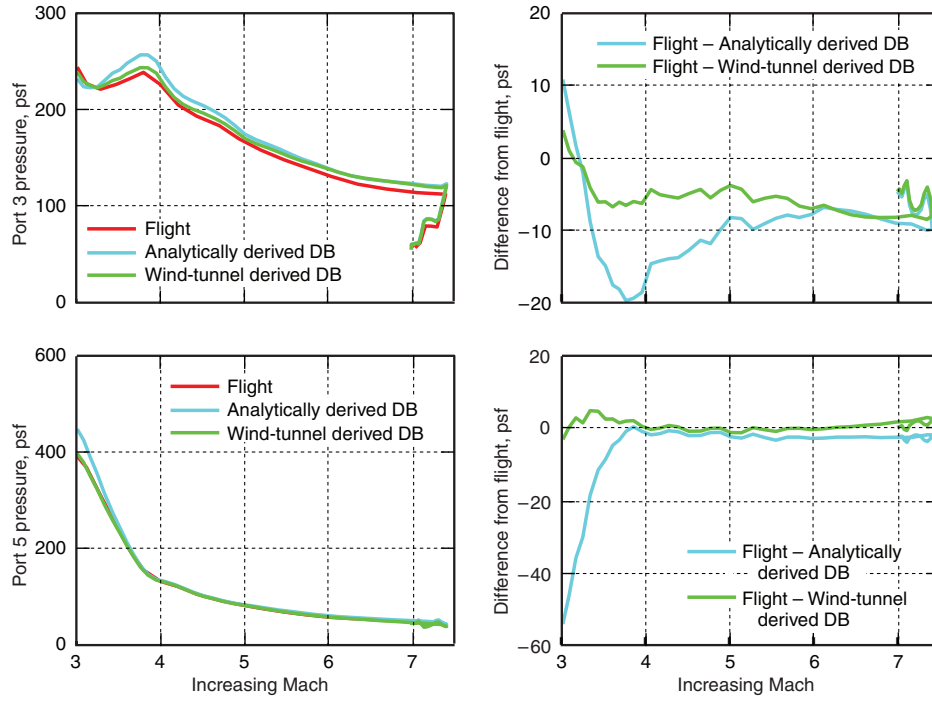 300
200
100
0
Port 3 pressure, psf
Flight
Analytically derived DB
Wind-tunnel derived DB
20
10
0
−10
−20
Difference from flight, psf
Flight – Analytically derived DB
Flight – Wind-tunnel derived DB
600
400
200
0
Port 5 pressure, psf
Flight
Analytically derived DB
Wind-tunnel derived DB
3
4
5
6
7
Increasing Mach
20
0
−20
−40
−60
Difference from flight, psf
Flight – Analytically
derived DB
Flight – Wind-tunnel
derived DB
3
4
5
6
7
Increasing Mach